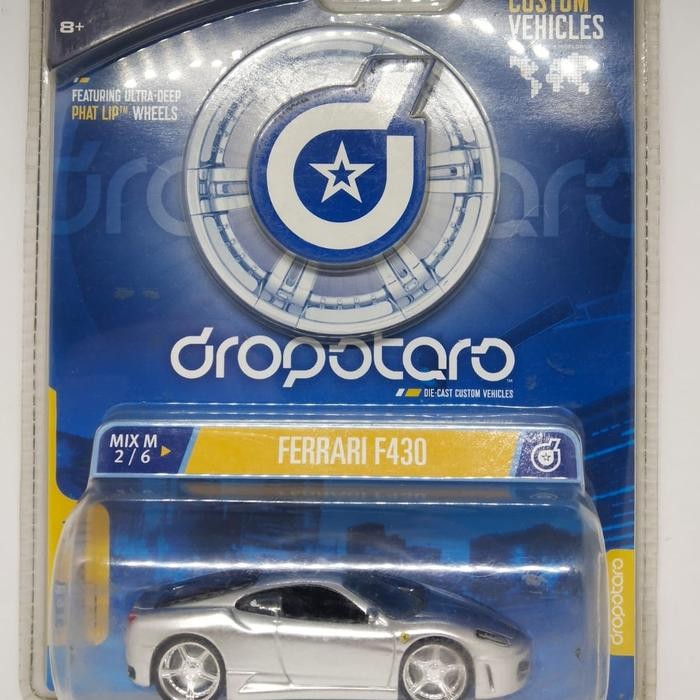 8+
CUSTOM
VEHICLES
FEATURING ULTRA-DEEP
PHAT LIP™ WHEELS
dropstars™
DIE-CAST CUSTOM VEHICLES
MIX M
2 / 6
FERRARI F430
dropstars